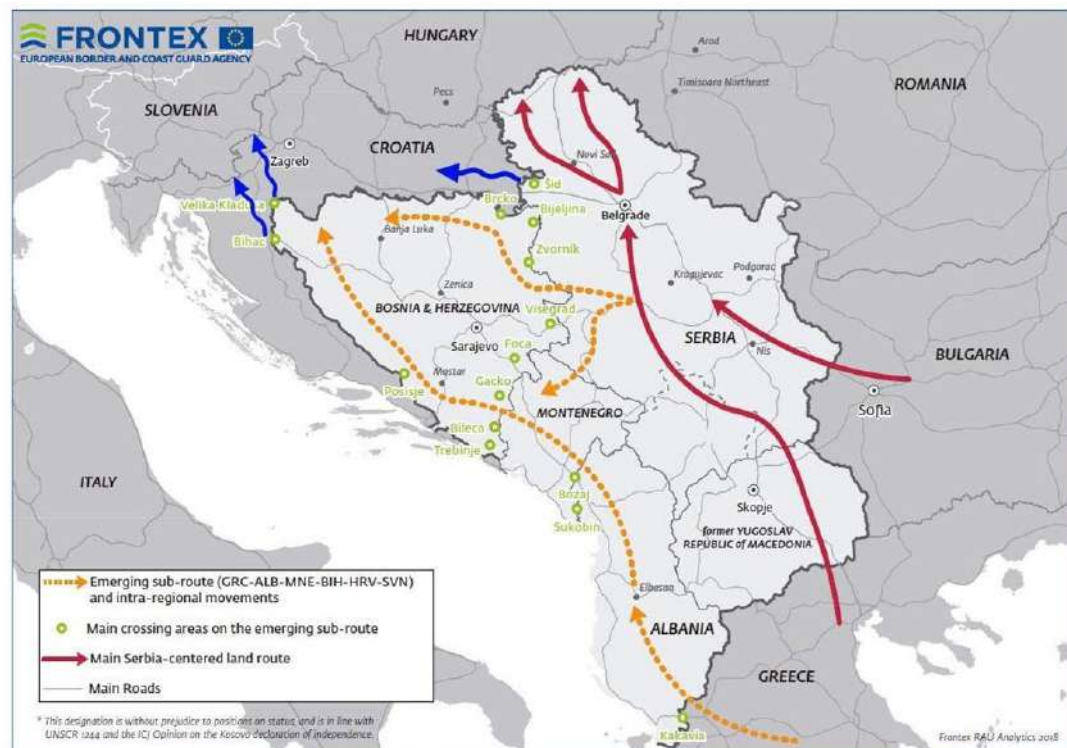 FRONTEX
EUROPEAN BORDER AND COAST GUARD AGENCY
HUNGARY
Arad
Timisoara Northeast
ROMANIA
Pecs
SLOVENIA
Zagreb
CROATIA
Novi Sad
Šid
Velika Kladuša
Brcko
Bijeljina
Belgrade
Banja Luka
Bihac
Zvornik
Kragujevac
Podgorac
Zenica
BOSNIA & HERZEGOVINA
Visegrad
SERBIA
Sarajevo
Foca
Nis
BULGARIA
Mostar
Posisje
Gacko
MONTENEGRO
Sofia
Bileca
Trebinje
ITALY
Bozaj
Skopje
Sukobin
former YUGOSLAV
REPUBLIC of MACEDONIA
Elbasan
ALBANIA
GREECE
Kakavia
Emerging sub-route (GRC-ALB-MNE-BIH-HRV-SVN)
and intra-regional movements
Main crossing areas on the emerging sub-route
Main Serbia-centered land route
Main Roads
* This designation is without prejudice to positions on status, and is in line with
UNSCR 1244 and the ICJ Opinion on the Kosovo declaration of independence.
Frontex RAU Analytics 2018